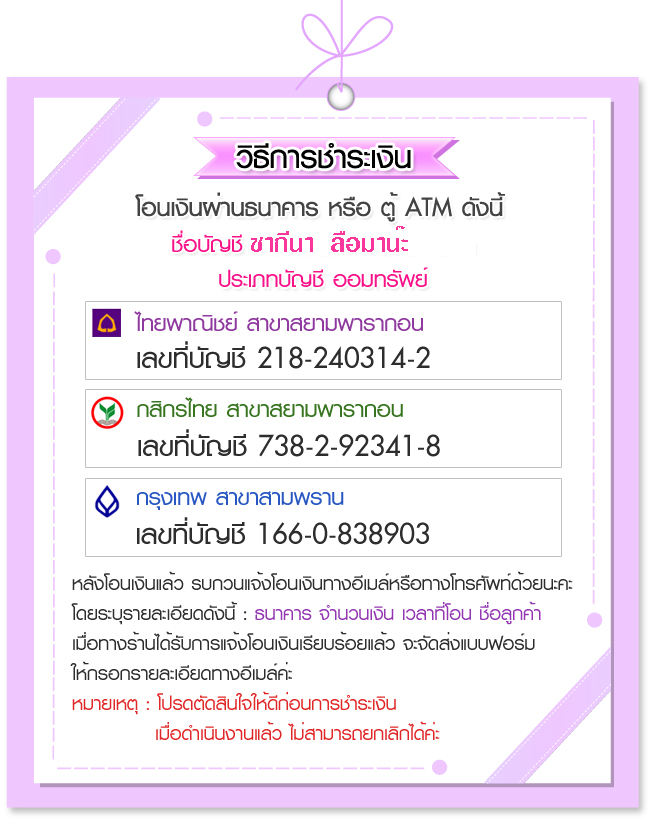 วิธีการชำระเงิน
โอนเงินผ่านธนาคาร หรือ ตู้ ATM ดังนี้
ชื่อบัญชี ซากีนา ลือมาน๊ะ
ประเภทบัญชี ออมทรัพย์
ไทยพาณิชย์ สาขาสยามพารากอน
เลขที่บัญชี 218-240314-2
กสิกรไทย สาขาสยามพารากอน
เลขที่บัญชี 738-2-92341-8
กรุงเทพ สาขาสามพราน
เลขที่บัญชี 166-0-838903
หลังโอนเงินแล้ว รบกวนแจ้งโอนเงินทางอีเมล์หรือทางโทรศัพท์ด้วยนะคะ
โดยระบุรายละเอียดดังนี้ : ธนาคาร จำนวนเงิน เวลาที่โอน ชื่อลูกค้า
เมื่อทางร้านได้รับการแจ้งโอนเงินเรียบร้อยแล้ว จะจัดส่งแบบฟอร์ม
ให้กรอกรายละเอียดทางอีเมล์ค่ะ
หมายเหตุ : โปรดตัดสินใจให้ดีก่อนการชำระเงิน
เมื่อดำเนินงานแล้ว ไม่สามารถยกเลิกได้ค่ะ